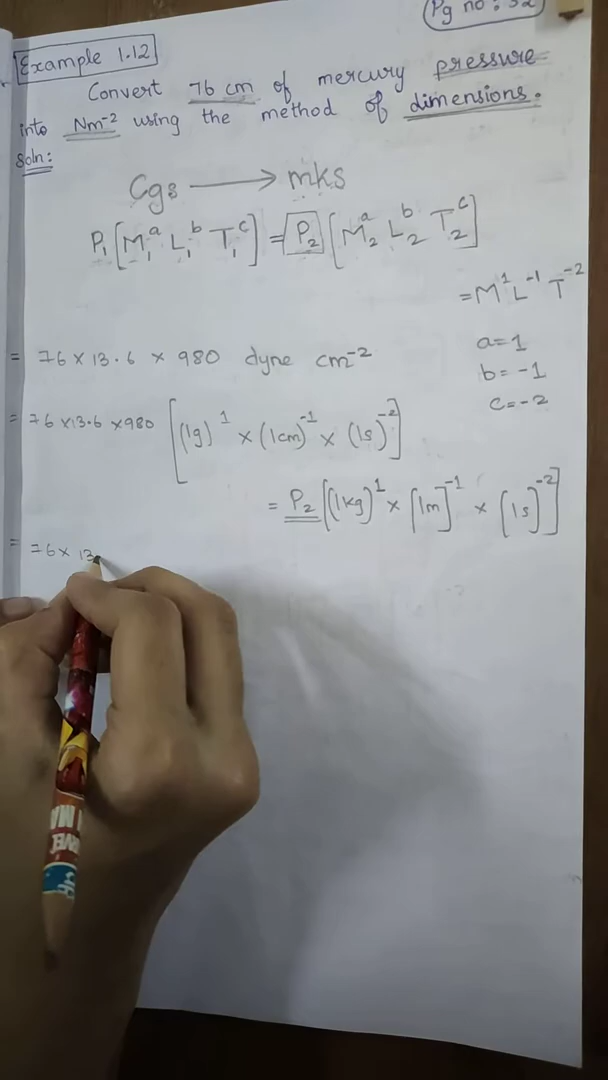 Pg no: 52
Example 1.12
Convert 76 cm of mercury pressure
into Nm⁻² using the method of dimensions.
Soln:
Cgs → mks
P₁[M₁ᵃ L₁ᵇ T₁ᶜ] = P₂ [M₂ᵃ L₂ᵇ T₂ᶜ]
= M¹ L⁻¹ T⁻²
a=1
b=-1
c=-2
= 76 × 13.6 × 980 dyne cm⁻²
= 76 × 13.6 × 980 [(1g)¹ × (1cm)⁻¹ × (1s)⁻²]
= P₂ [(1kg)¹ × [1m]⁻¹ × (1s)⁻²]
= 76 × 13